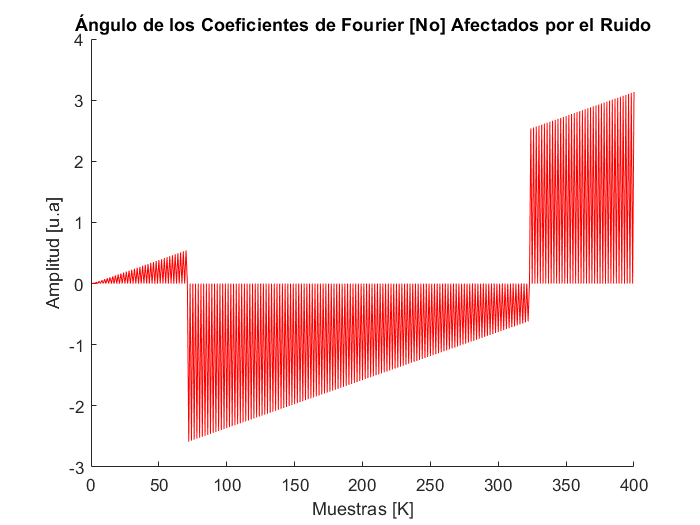 Ángulo de los Coeficientes de Fourier [No] Afectados por el Ruido
4
3
2
1
0
-1
-2
-3
Amplitud [u.a]
0 50 100 150 200 250 300 350 400
Muestras [K]